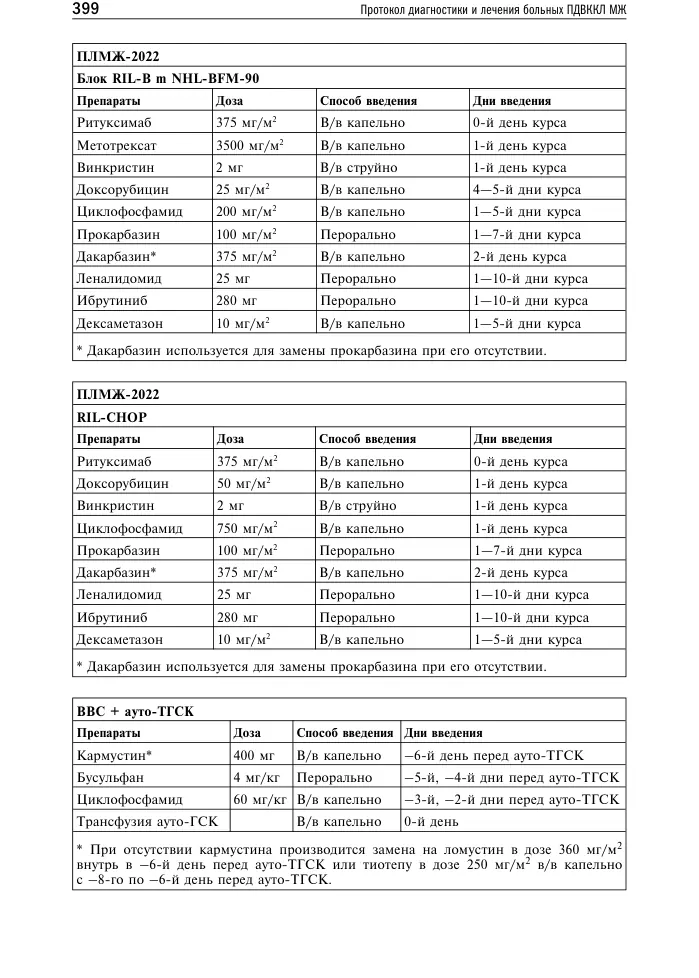 399
Протокол диагностики и лечения больных ПДВККЛ МЖ
ПЛМЖ-2022
Блок RIL-B m NHL-BFM-90
Препараты Доза Способ введения Дни введения
Ритуксимаб 375 мг/м² В/в капельно 0-й день курса
Метотрексат 3500 мг/м² В/в капельно 1-й день курса
Винкристин 2 мг В/в струйно 1-й день курса
Доксорубицин 25 мг/м² В/в капельно 4—5-й дни курса
Циклофосфамид 200 мг/м² В/в капельно 1—5-й дни курса
Прокарбазин 100 мг/м² Перорально 1—7-й дни курса
Дакарбазин* 375 мг/м² В/в капельно 2-й день курса
Леналидомид 25 мг Перорально 1—10-й дни курса
Ибрутиниб 280 мг Перорально 1—10-й дни курса
Дексаметазон 10 мг/м² В/в капельно 1—5-й дни курса
* Дакарбазин используется для замены прокарбазина при его отсутствии.
ПЛМЖ-2022
RIL-CHOP
Препараты Доза Способ введения Дни введения
Ритуксимаб 375 мг/м² В/в капельно 0-й день курса
Доксорубицин 50 мг/м² В/в капельно 1-й день курса
Винкристин 2 мг В/в струйно 1-й день курса
Циклофосфамид 750 мг/м² В/в капельно 1-й день курса
Прокарбазин 100 мг/м² Перорально 1—7-й дни курса
Дакарбазин* 375 мг/м² В/в капельно 2-й день курса
Леналидомид 25 мг Перорально 1—10-й дни курса
Ибрутиниб 280 мг Перорально 1—10-й дни курса
Дексаметазон 10 мг/м² В/в капельно 1—5-й дни курса
* Дакарбазин используется для замены прокарбазина при его отсутствии.
BBC + ауто-ТГСК
Препараты Доза Способ введения Дни введения
Кармустин* 400 мг В/в капельно −6-й день перед ауто-ТГСК
Бусульфан 4 мг/кг Перорально −5-й, −4-й дни перед ауто-ТГСК
Циклофосфамид 60 мг/кг В/в капельно −3-й, −2-й дни перед ауто-ТГСК
Трансфузия ауто-ГСК В/в капельно 0-й день
* При отсутствии кармустина производится замена на ломустин в дозе 360 мг/м²
внутрь в −6-й день перед ауто-ТГСК или тиотепу в дозе 250 мг/м² в/в капельно
с −8-го по −6-й день перед ауто-ТГСК.